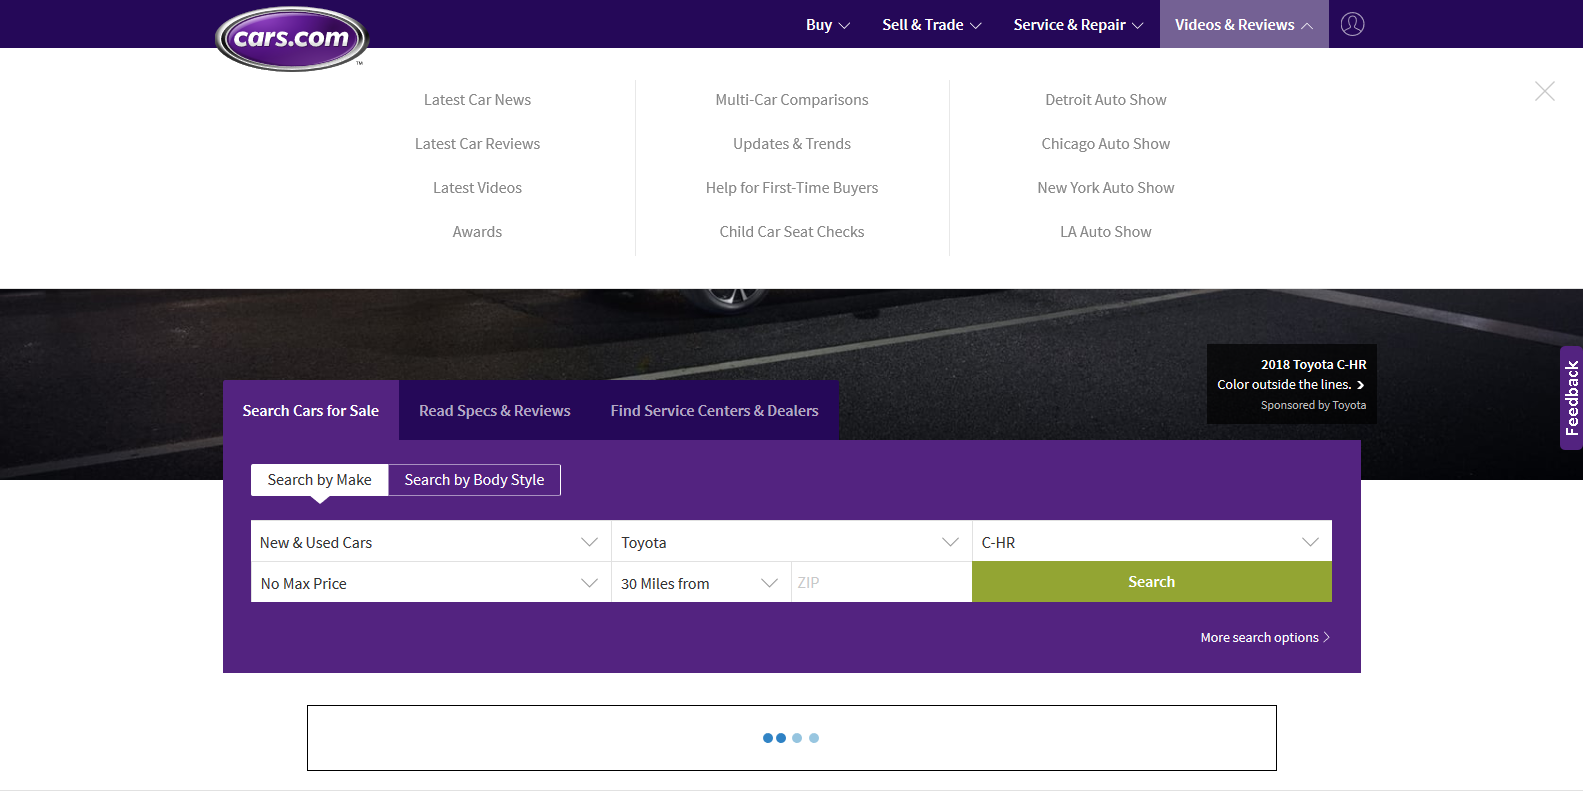 cars.com
™
Buy
Sell & Trade
Service & Repair
Videos & Reviews
Latest Car News
Latest Car Reviews
Latest Videos
Awards
Multi-Car Comparisons
Updates & Trends
Help for First-Time Buyers
Child Car Seat Checks
Detroit Auto Show
Chicago Auto Show
New York Auto Show
LA Auto Show
2018 Toyota C-HR
Color outside the lines.
Sponsored by Toyota
Feedback
Search Cars for Sale
Read Specs & Reviews
Find Service Centers & Dealers
Search by Make
Search by Body Style
New & Used Cars
Toyota
C-HR
No Max Price
30 Miles from
ZIP
Search
More search options